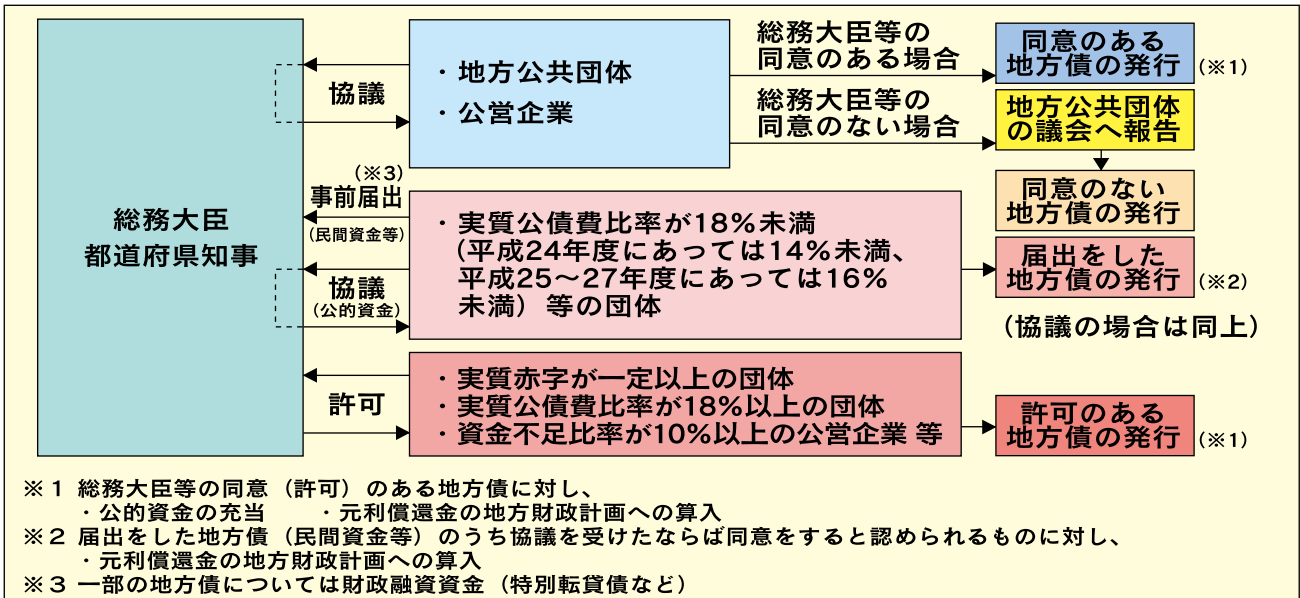 総務大臣
都道府県知事
協議
・地方公共団体
・公営企業
総務大臣等の
同意のある場合
同意のある
地方債の発行
(※1)
総務大臣等の
同意のない場合
地方公共団体
の議会へ報告
同意のない
地方債の発行
(※3)
事前届出
(民間資金等)
協議
(公的資金)
・実質公債費比率が18%未満
(平成24年度にあっては14%未満、
平成25～27年度にあっては16%
未満）等の団体
届出をした
地方債の発行
(※2)
(協議の場合は同上)
許可
・実質赤字が一定以上の団体
・実質公債費比率が18%以上の団体
・資金不足比率が10%以上の公営企業 等
許可のある
地方債の発行
(※1)
※1 総務大臣等の同意（許可）のある地方債に対し、
・公的資金の充当 ・元利償還金の地方財政計画への算入
※2 届出をした地方債（民間資金等）のうち協議を受けたならば同意をすると認められるものに対し、
・元利償還金の地方財政計画への算入
※3 一部の地方債については財政融資資金（特別転貸債など）